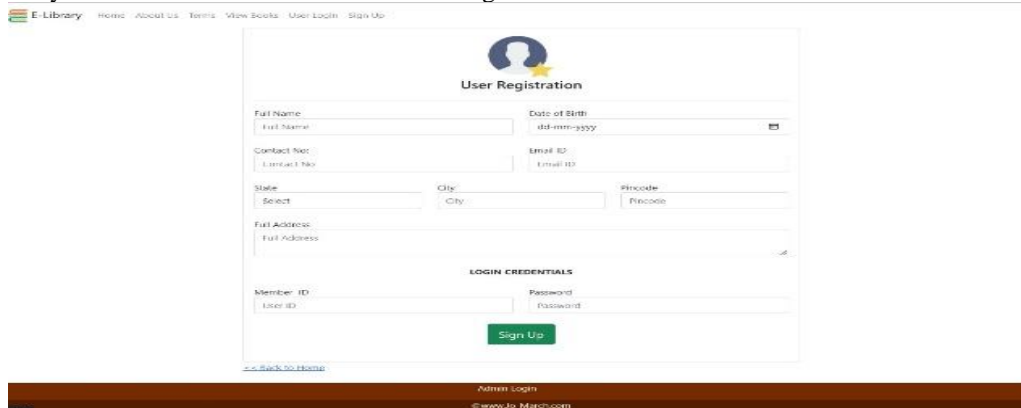 E-Library Home About Us Terms View Books User Login Sign Up
User Registration
Full Name Date of Birth
Full Name dd-mm-yyyy
Contact No: Email ID
Contact No Email ID
State City Pincode
Select City Pincode
Full Address
Full Address
LOGIN CREDENTIALS
Member ID Password
User ID Password
Sign Up
<< Back to Home
Admin Login